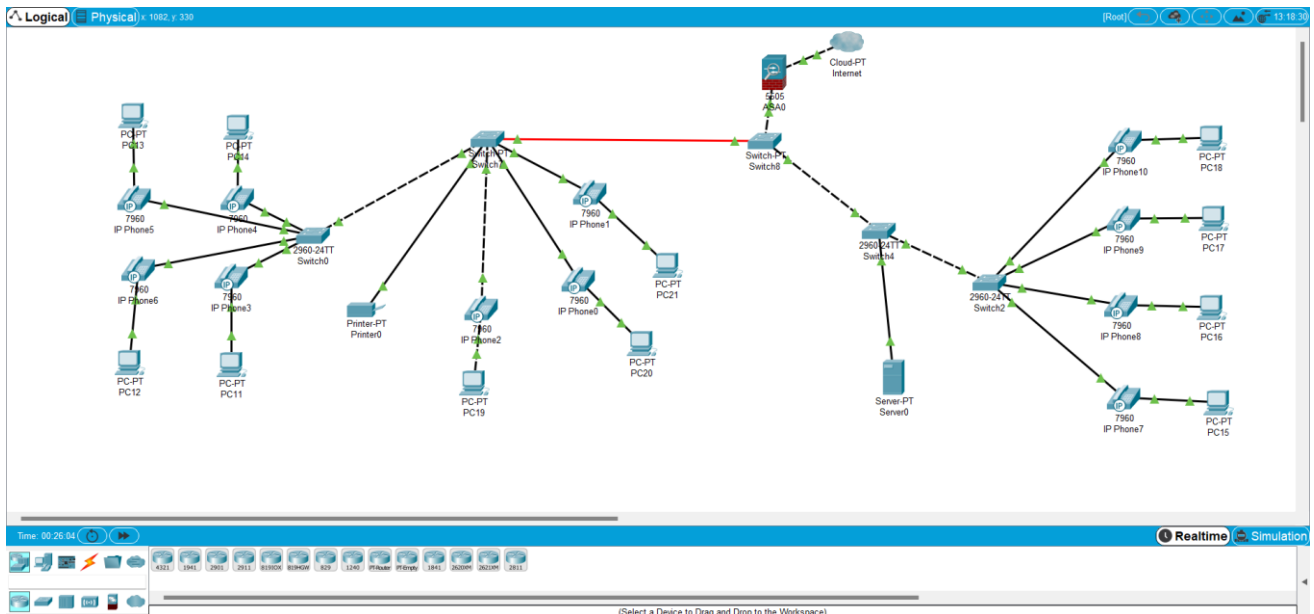 Logical Physical x: 1082, y: 330 [Root] 13:18:30
Cloud-PT
Internet
5505
ASA0
PC-PT
PC13
PC-PT
PC14
Switch-PT
Switch-PT
Switch8
7960
IP Phone10
PC-PT
PC18
7960
IP Phone5
7960
IP Phone4
7960
IP Phone1
7960
IP Phone9
PC-PT
PC17
2960-24TT
Switch0
2960-24TT
Switch4
7960
IP Phone6
7960
IP Phone3
PC-PT
PC21
2960-24TT
Switch2
7960
IP Phone0
7960
IP Phone8
PC-PT
PC16
Printer-PT
Printer0
7960
IP Phone2
PC-PT
PC20
PC-PT
PC12
PC-PT
PC11
PC-PT
PC19
Server-PT
Server0
7960
IP Phone7
PC-PT
PC15
Time: 00:26:04 Realtime Simulation
4321 1941 2901 2911 819IOX 819HGW 829 1240 PT-Router PT-Empty 1841 2620XM 2621XM 2811
(Select a Device to Drag and Drop to the Workspace)